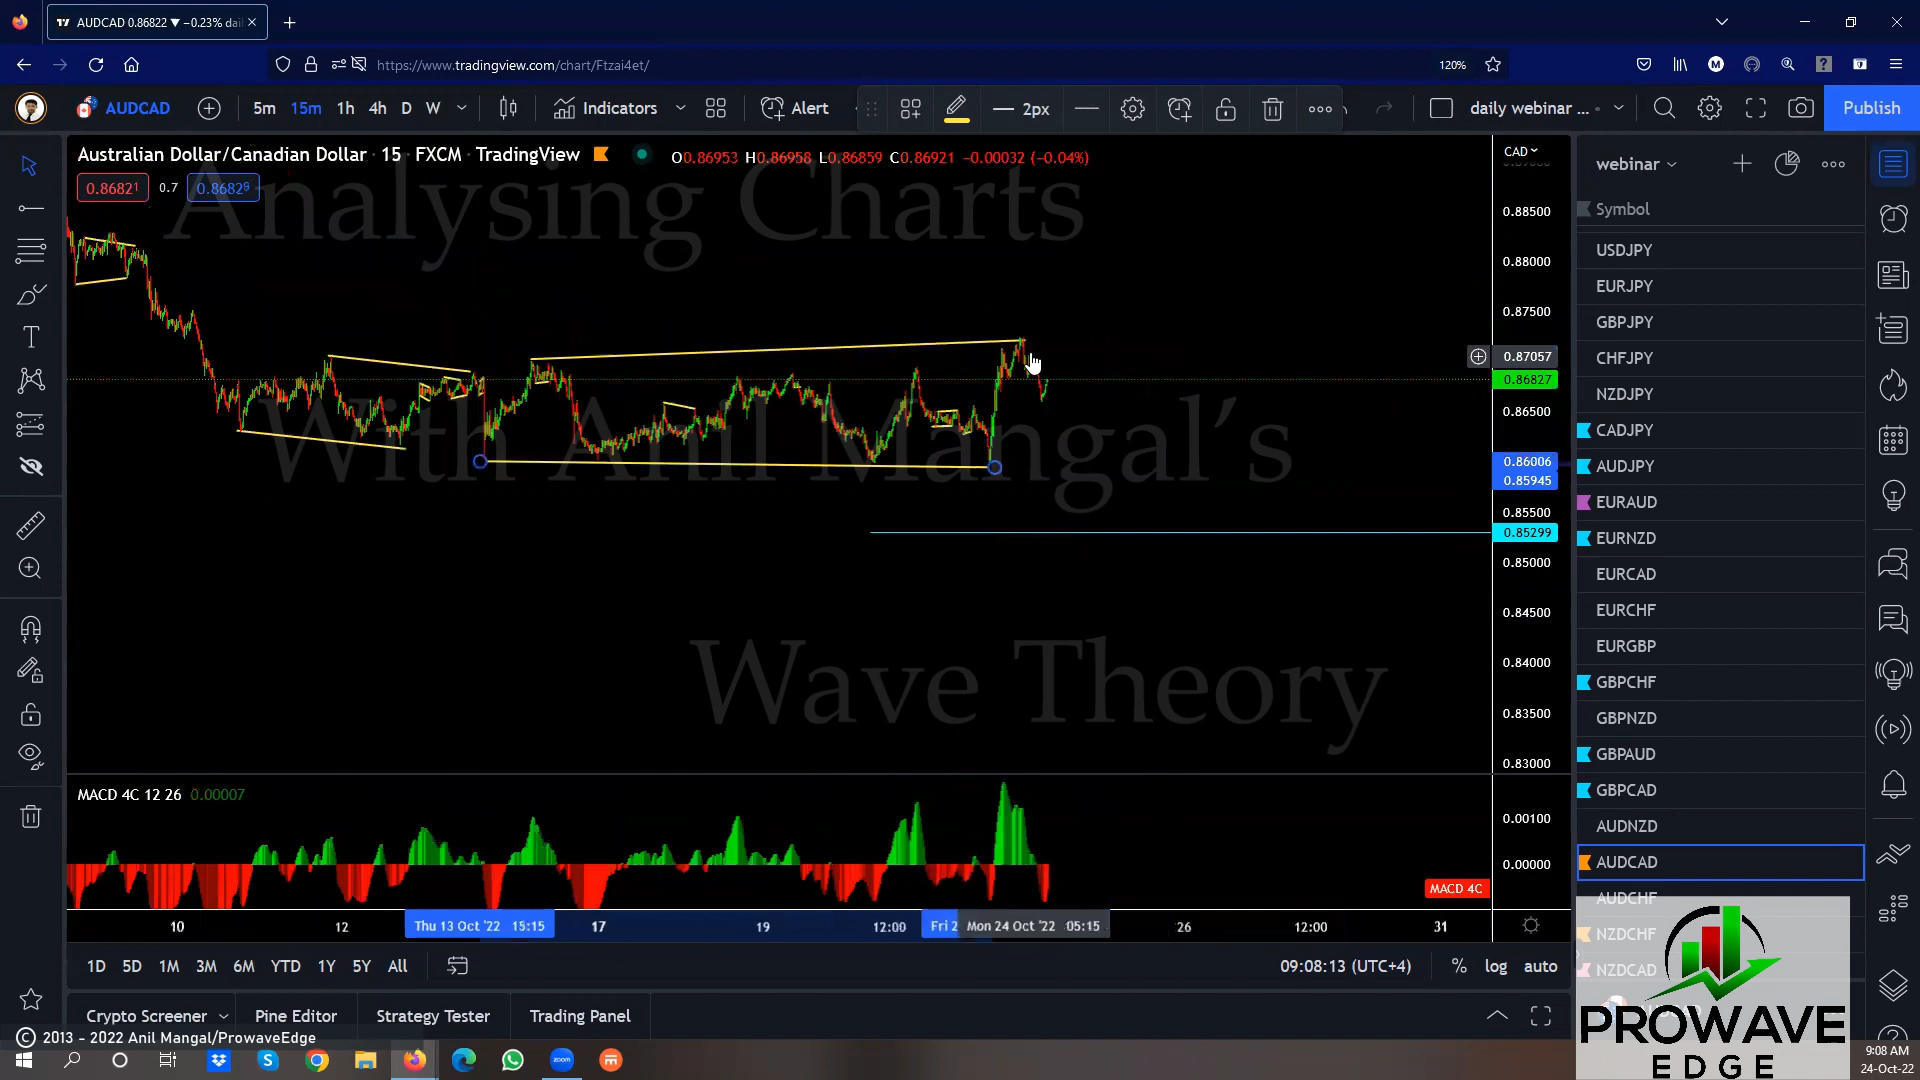 AUDCAD 0.86822 ▼ −0.23% dai
https://www.tradingview.com/chart/Ftzai4et/
120%
AUDCAD
5m 15m 1h 4h D W
Indicators
Alert
2px
daily webinar ...
Publish
Australian Dollar/Canadian Dollar · 15 · FXCM · TradingView
O0.86953 H0.86958 L0.86859 C0.86921 −0.00032 (−0.04%)
0.86821 0.7 0.86829
Analysing Charts
With Anil Mangal's
Wave Theory
CAD
0.88500
0.88000
0.87500
0.87057
0.86827
0.86500
0.86006
0.85945
0.85500
0.85299
0.85000
0.84500
0.84000
0.83500
0.83000
MACD 4C 12 26 0.00007
0.00100
0.00000
MACD 4C
10 12 Thu 13 Oct '22 15:15 17 19 12:00 Fri 2 Mon 24 Oct '22 05:15 26 12:00 31
1D 5D 1M 3M 6M YTD 1Y 5Y All
09:08:13 (UTC+4) % log auto
Crypto Screener Pine Editor Strategy Tester Trading Panel
© 2013 - 2022 Anil Mangal/ProwaveEdge
webinar
Symbol
USDJPY
EURJPY
GBPJPY
CHFJPY
NZDJPY
CADJPY
AUDJPY
EURAUD
EURNZD
EURCAD
EURCHF
EURGBP
GBPCHF
GBPNZD
GBPAUD
GBPCAD
AUDNZD
AUDCAD
AUDCHF
NZDCHF
NZDCAD
PROWAVE
EDGE
zoom
9:08 AM
24-Oct-22